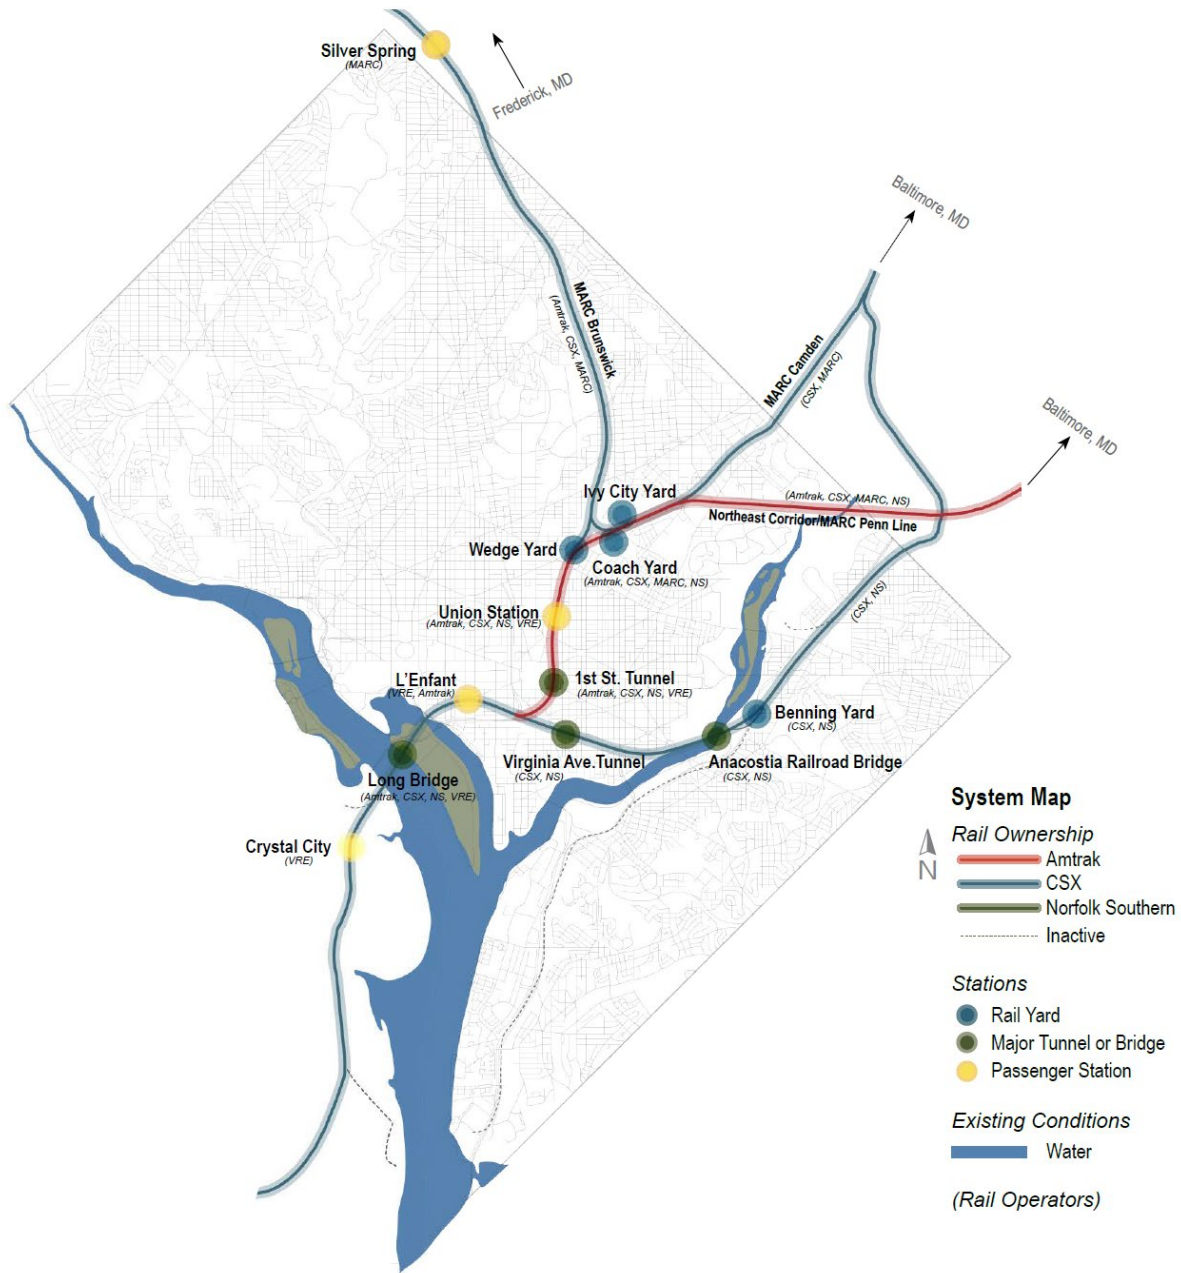 Silver Spring
(MARC)
Frederick, MD
Baltimore, MD
MARC Brunswick
(Amtrak, CSX, MARC)
MARC Camden
(CSX, MARC)
Baltimore, MD
Ivy City Yard
(Amtrak, CSX, MARC, NS)
Northeast Corridor/MARC Penn Line
Wedge Yard
Coach Yard
(Amtrak, CSX, MARC, NS)
(CSX, NS)
Union Station
(Amtrak, CSX, NS, VRE)
L'Enfant
(VRE, Amtrak)
1st St. Tunnel
(Amtrak, CSX, NS, VRE)
Benning Yard
(CSX, NS)
Virginia Ave.Tunnel
(CSX, NS)
Anacostia Railroad Bridge
(CSX, NS)
Long Bridge
(Amtrak, CSX, NS, VRE)
Crystal City
(VRE)
System Map
Rail Ownership
Amtrak
CSX
Norfolk Southern
Inactive
N
Stations
Rail Yard
Major Tunnel or Bridge
Passenger Station
Existing Conditions
Water
(Rail Operators)